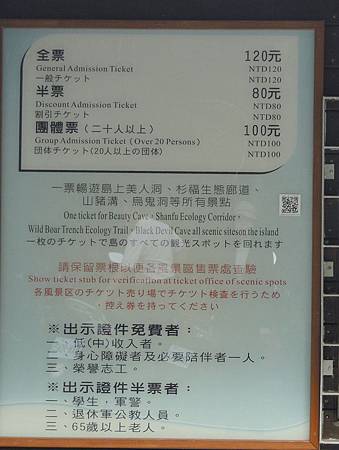 全票 120元
General Admission Ticket NTD120
一般チケット NTD120
半票 80元
Discount Admission Ticket NTD80
割引チケット NTD80
團體票(二十人以上) 100元
Group Admission Ticket (Over 20 Persons) NTD100
団体チケット(20人以上の団体) NTD100
一票暢遊島上美人洞、杉福生態廊道、
山豬溝、烏鬼洞等所有景點
One ticket for Beauty Cave, Shanfu Ecology Corridor,
Wild Boar Trench Ecology Trail, Black Devil Cave all scenic sites on the island
一枚のチケットで島のすべての観光スポットを回れます
請保留票根以便各風景區售票處查驗
Show ticket stub for verification at ticket office of scenic spots
各風景区のチケット売り場でチケット検査を行うため
,控え券を持ってください
※出示證件免費者:
一、低(中)收入者。
二、身心障礙者及必要陪伴者一人。
三、榮譽志工。
※出示證件半票者:
一、學生,軍警。
二、退休軍公教人員。
三、65歲以上老人。